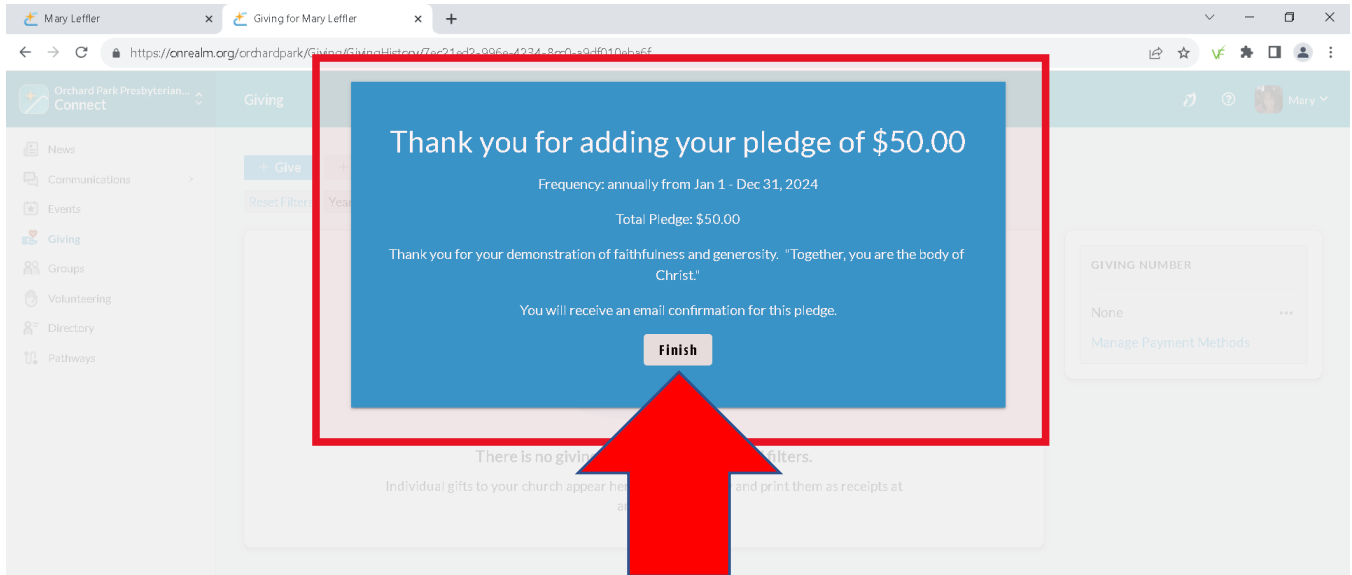 Mary Leffler
Giving for Mary Leffler
https://onrealm.org/orchardpark/Giving/GivingHistory/
Orchard Park Presbyterian...
Connect
Giving
Mary
News
Communications
Events
Giving
Groups
Volunteering
Directory
Pathways
+ Give
+
Reset Filters
Thank you for adding your pledge of $50.00
Frequency: annually from Jan 1 - Dec 31, 2024
Total Pledge: $50.00
Thank you for your demonstration of faithfulness and generosity. "Together, you are the body of
Christ."
You will receive an email confirmation for this pledge.
Finish
GIVING NUMBER
None
Manage Payment Methods
There is no giving filters.
Individual gifts to your church appear and print them as receipts at